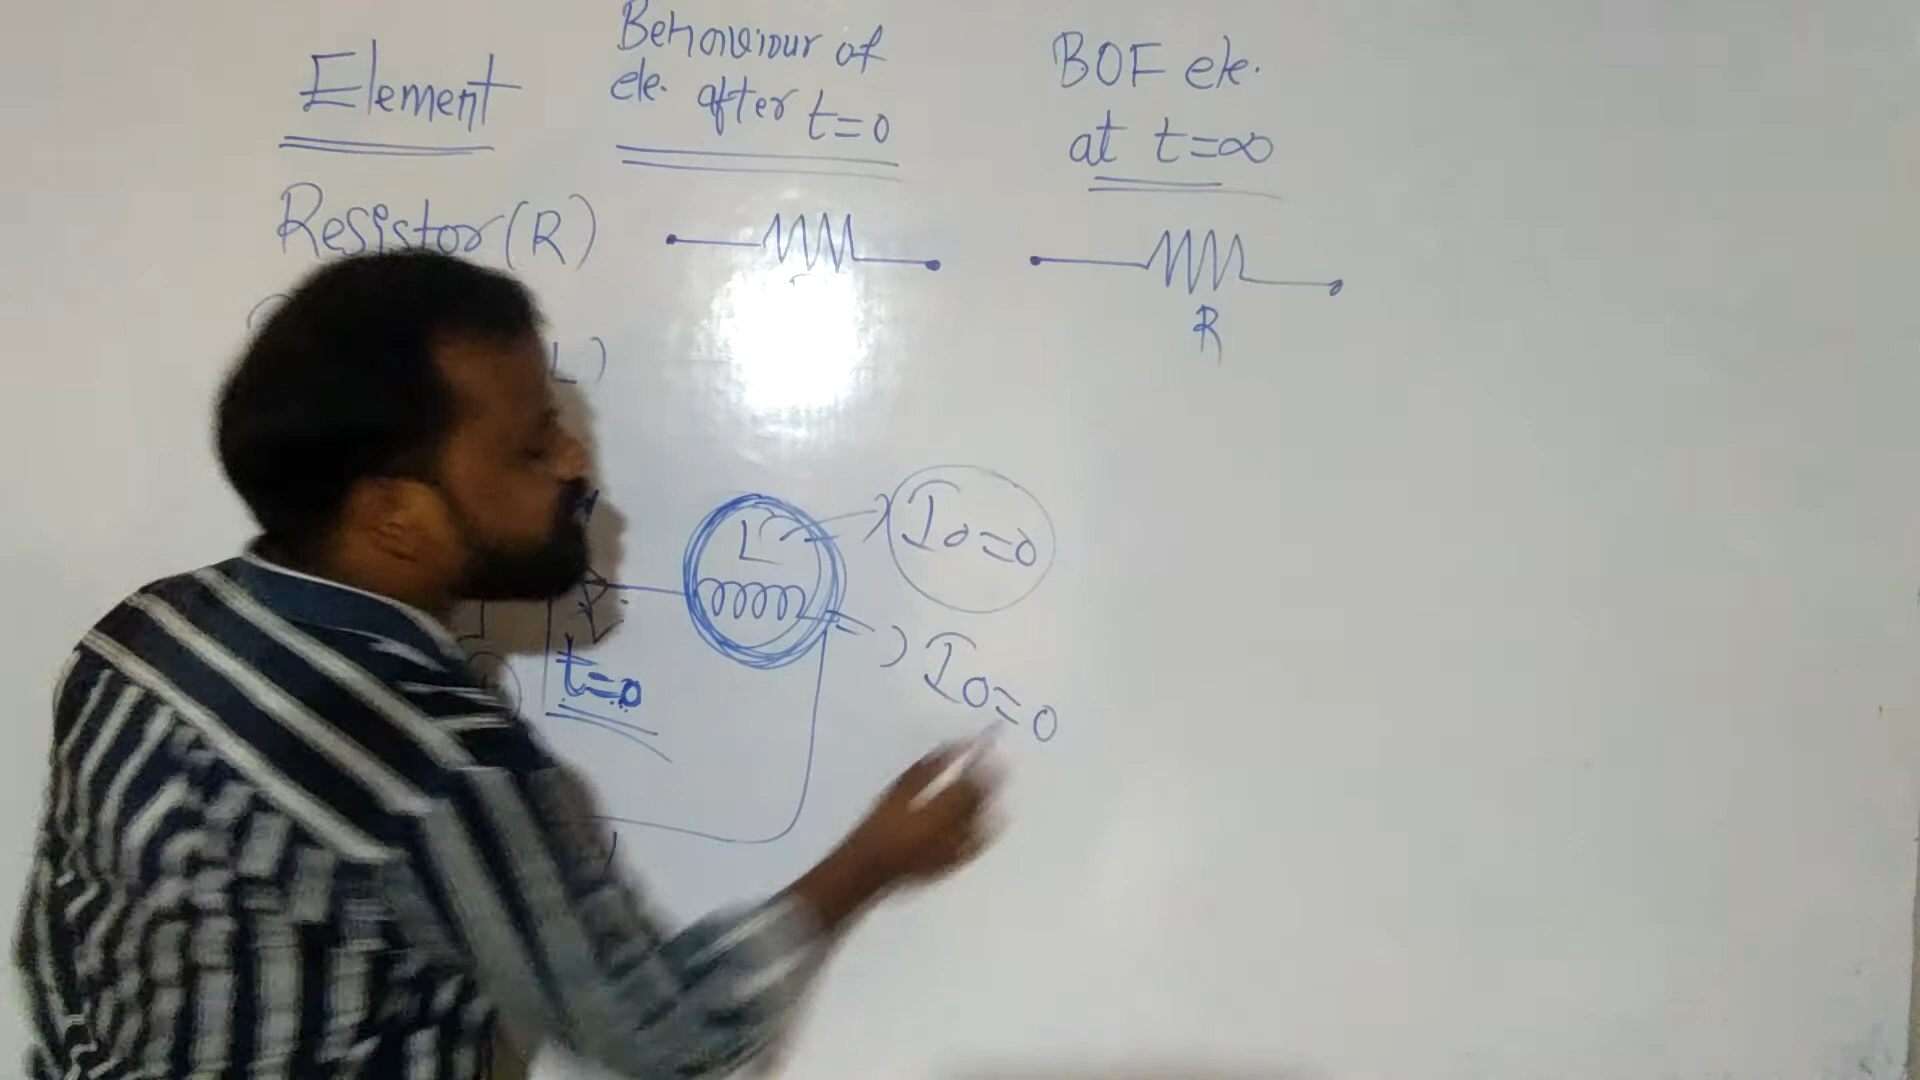 Element
Behaviour of
ele. after t=0
BOF ele.
at t=∞
Resistor (R)
R
L)
L
I0=0
I0=0
t=0